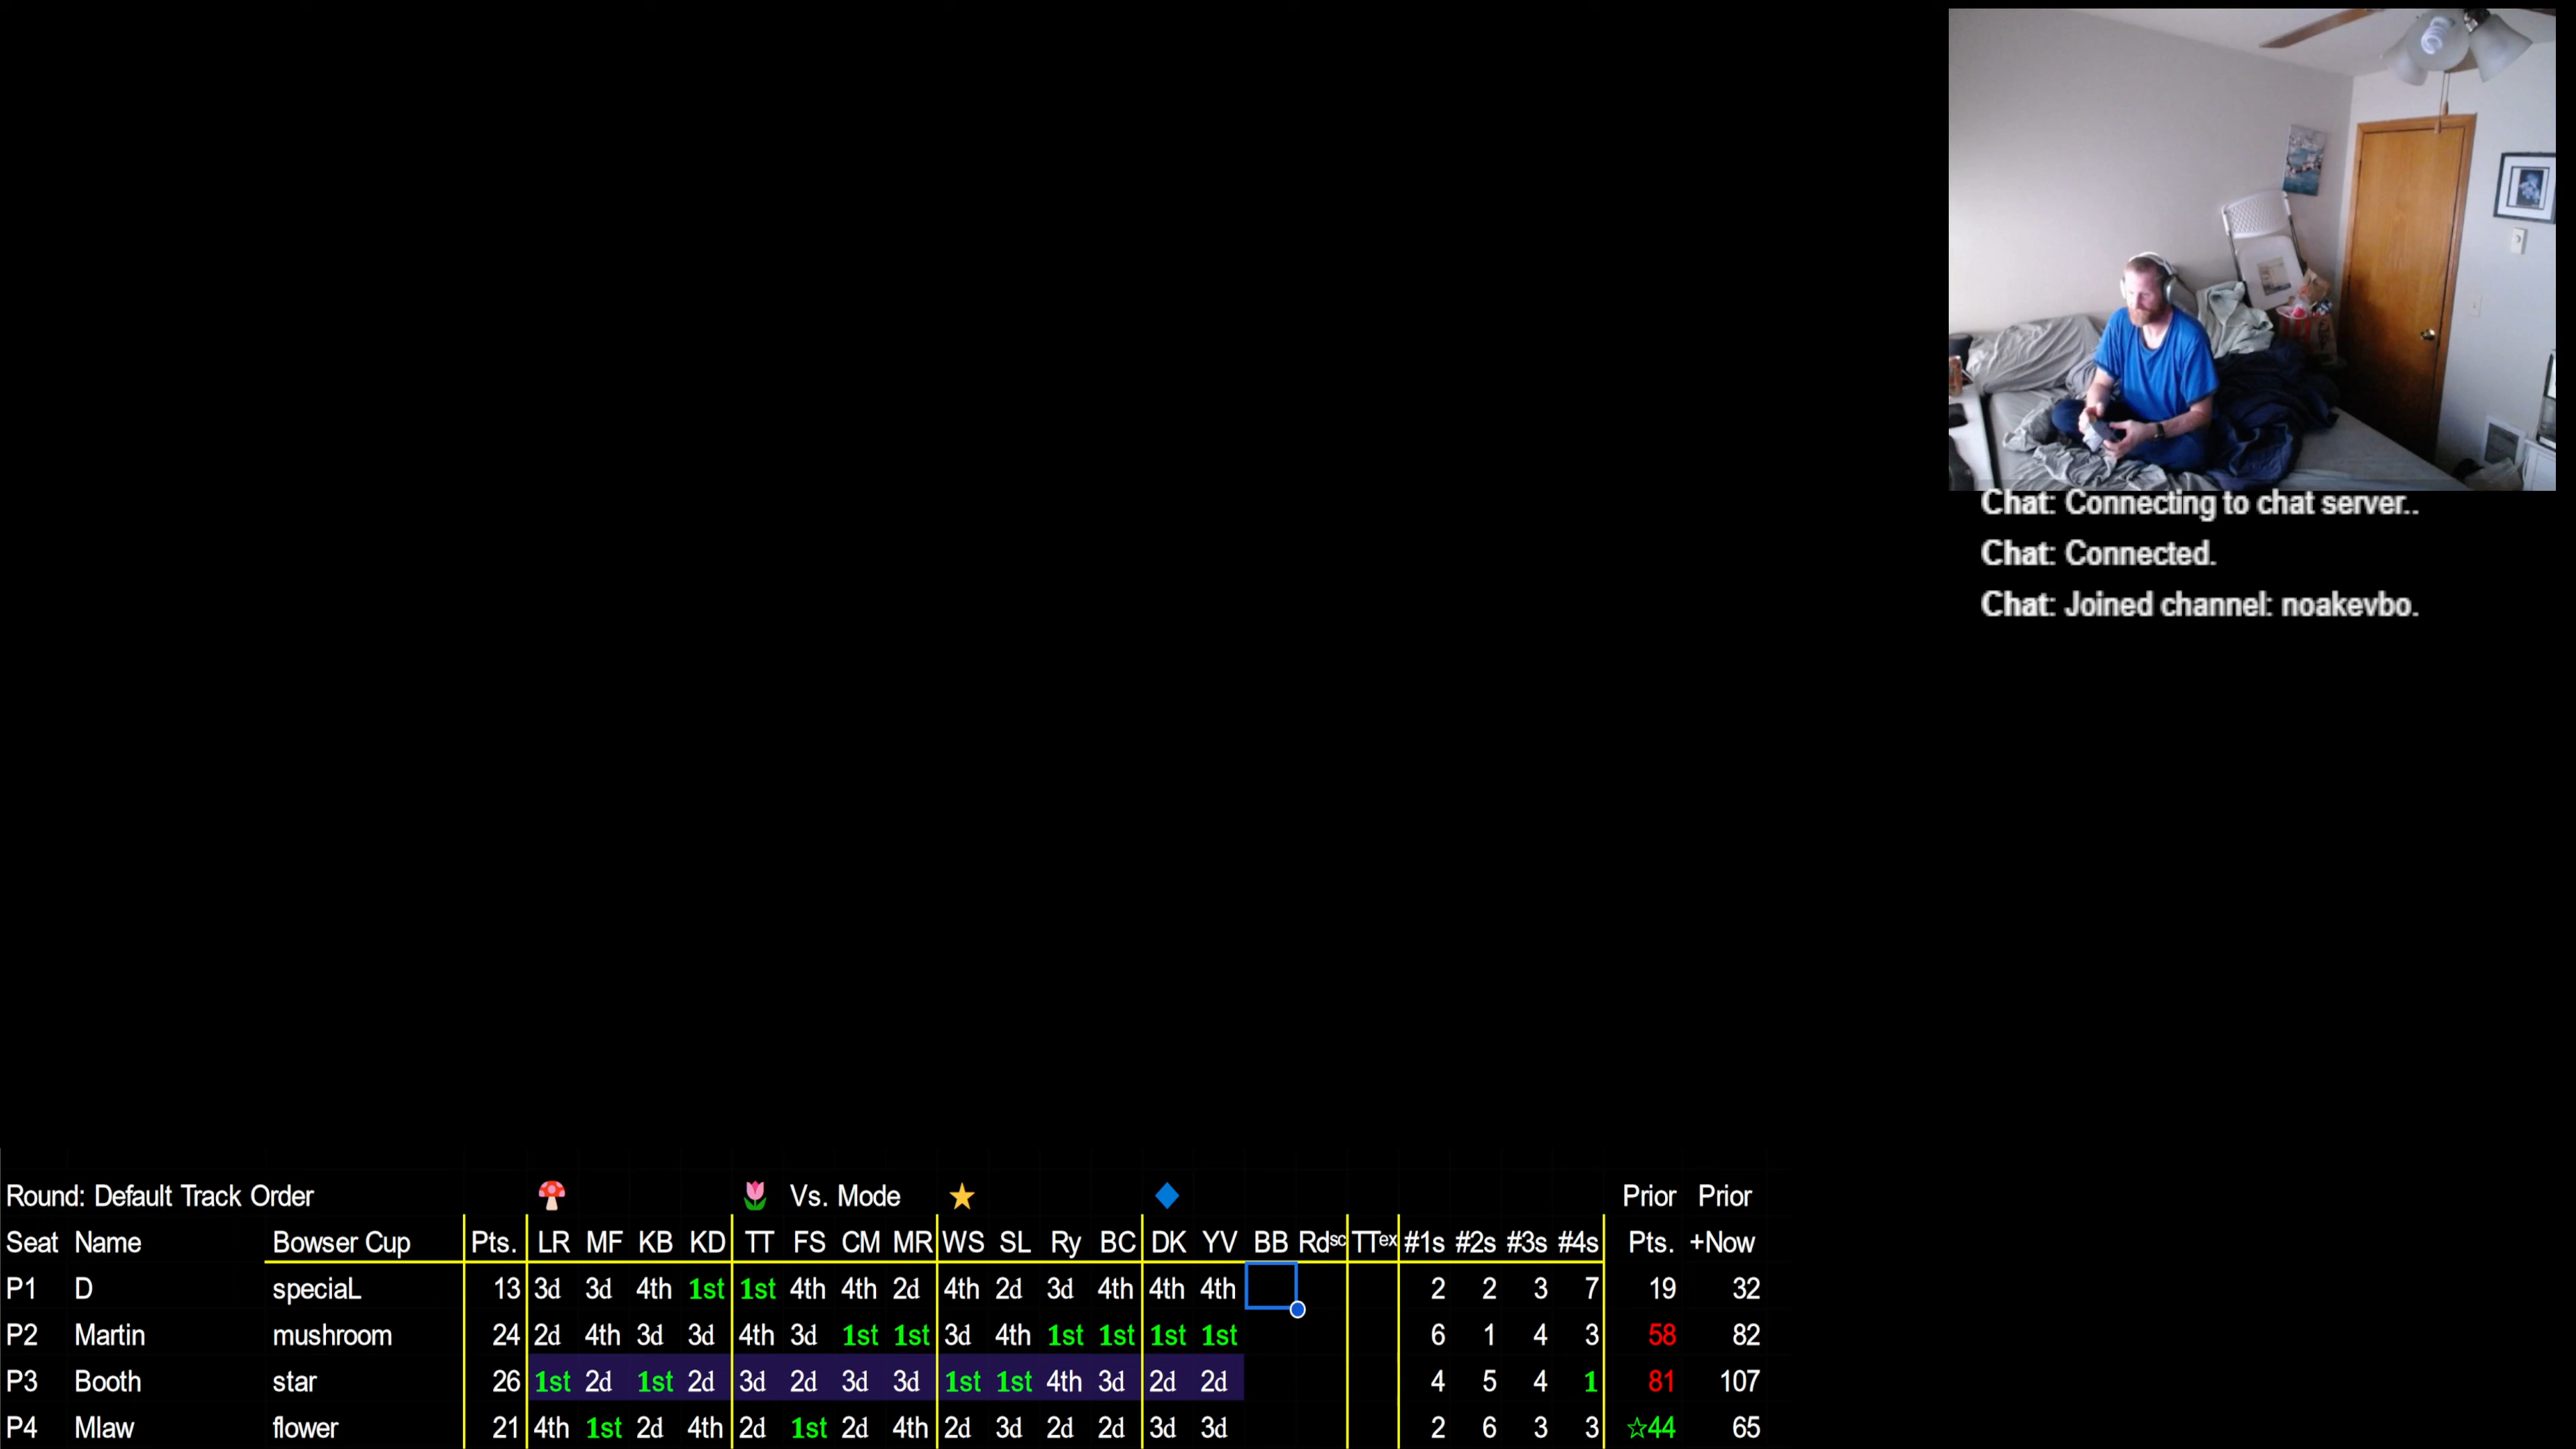 Chat: Connecting to chat server..
Chat: Connected.
Chat: Joined channel: noakevbo.
Round: Default Track Order Vs. Mode Prior Prior
Seat Name Bowser Cup Pts. LR MF KB KD TT FS CM MR WS SL Ry BC DK YV BB Rdˢᶜ TTᵉˣ #1s #2s #3s #4s Pts. +Now
P1 D speciaL 13 3d 3d 4th 1st 1st 4th 4th 2d 4th 2d 3d 4th 4th 4th 2 2 3 7 19 32
P2 Martin mushroom 24 2d 4th 3d 3d 4th 3d 1st 1st 3d 4th 1st 1st 1st 1st 6 1 4 3 58 82
P3 Booth star 26 1st 2d 1st 2d 3d 2d 3d 3d 1st 1st 4th 3d 2d 2d 4 5 4 1 81 107
P4 Mlaw flower 21 4th 1st 2d 4th 2d 1st 2d 4th 2d 3d 2d 2d 3d 3d 2 6 3 3 ☆44 65